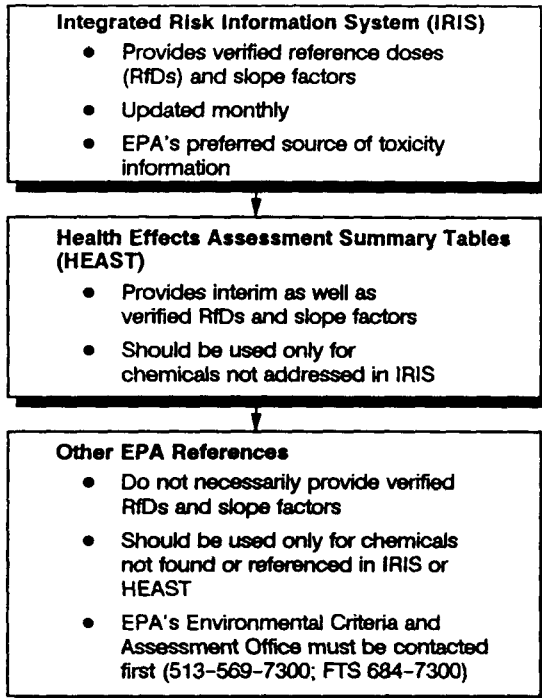 Integrated Risk Information System (IRIS)
● Provides verified reference doses
(RfDs) and slope factors
● Updated monthly
● EPA's preferred source of toxicity
information
Health Effects Assessment Summary Tables
(HEAST)
● Provides interim as well as
verified RfDs and slope factors
● Should be used only for
chemicals not addressed in IRIS
Other EPA References
● Do not necessarily provide verified
RfDs and slope factors
● Should be used only for chemicals
not found or referenced in IRIS or
HEAST
● EPA's Environmental Criteria and
Assessment Office must be contacted
first (513-569-7300; FTS 684-7300)